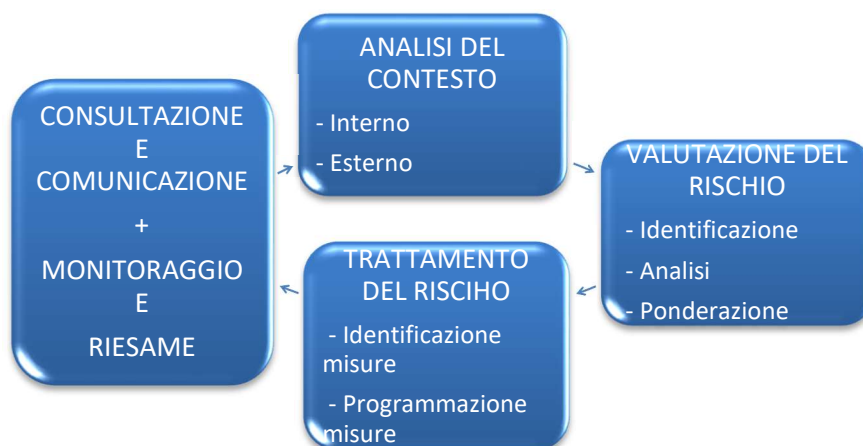 CONSULTAZIONE
E
COMUNICAZIONE
+
MONITORAGGIO
E
RIESAME
ANALISI DEL
CONTESTO
- Interno
- Esterno
VALUTAZIONE DEL
RISCHIO
- Identificazione
- Analisi
- Ponderazione
TRATTAMENTO
DEL RISCIHO
- Identificazione
misure
- Programmazione
misure